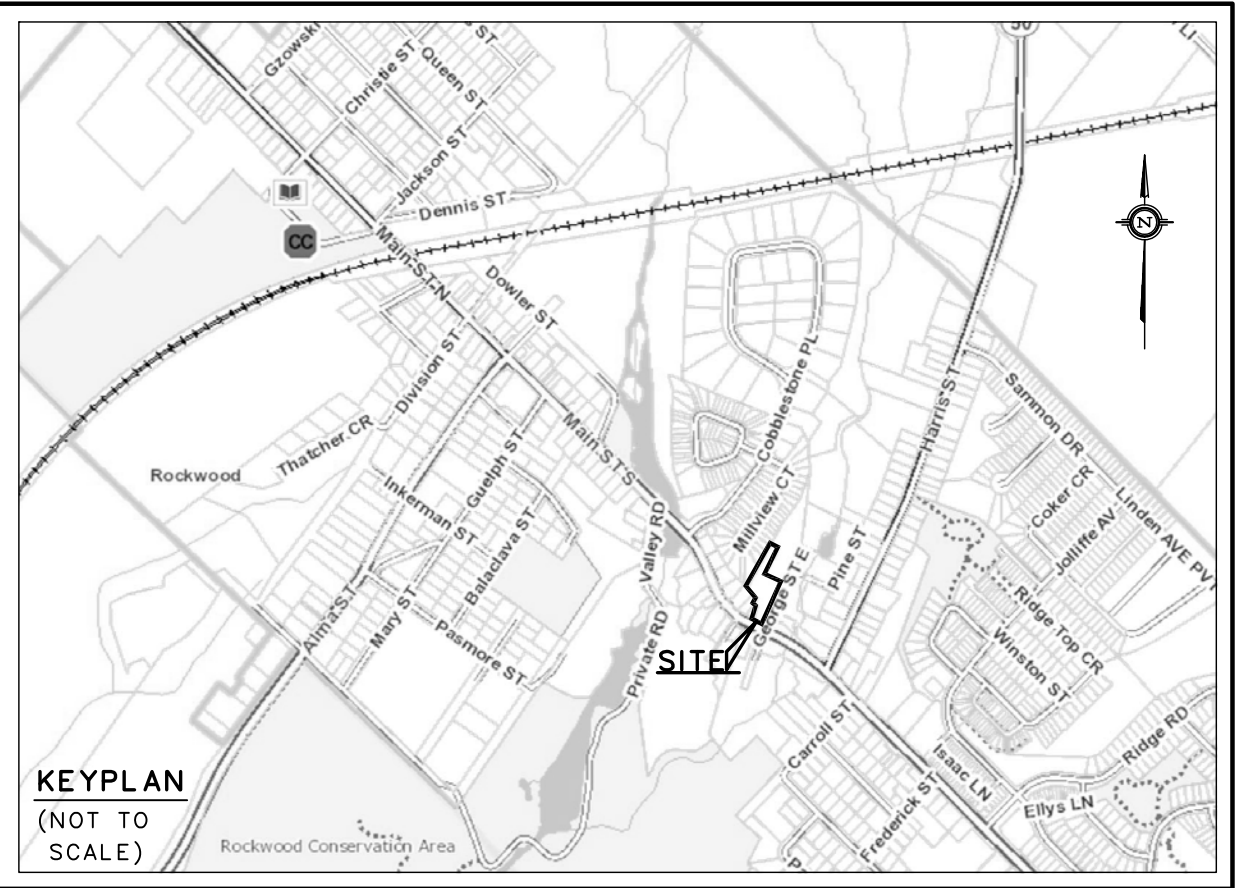 Gzowski
Christie ST
Queen ST
ST
50
LI
Jackson ST
Dennis ST
CC
Main ST N
Dowler ST
N
Division ST
Thatcher CR
Rockwood
Main ST S
Guelph ST
Inkerman ST
Balaclava ST
Alma ST
Mary ST
Pasmore ST
Valley RD
Private RD
Cobblestone PL
Millview CT
George ST E
Pine ST
Harris ST
Sammon DR
Coker CR
Jolliffe AV
Linden AVE PVT
Ridge Top CR
Winston ST
SITE
Carroll ST
Frederick ST
Isaac LN
Ellys LN
Ridge RD
KEYPLAN
(NOT TO
SCALE)
Rockwood Conservation Area